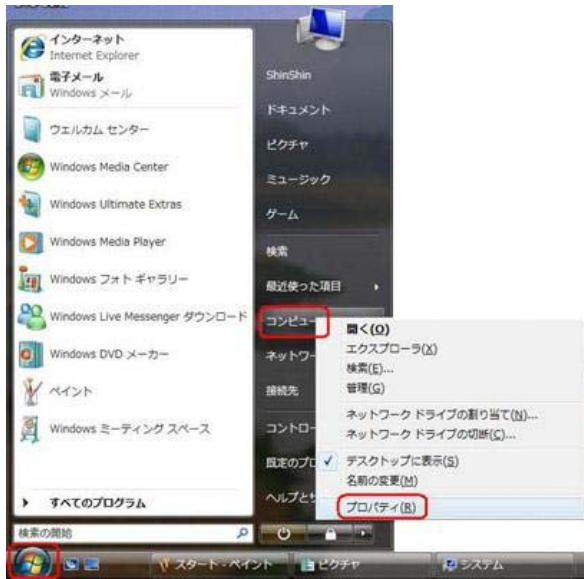 インターネット
Internet Explorer
電子メール
Windows メール
ウェルカム センター
Windows Media Center
Windows Ultimate Extras
Windows Media Player
Windows フォト ギャラリー
Windows Live Messenger ダウンロード
Windows DVD メーカー
ペイント
Windows ミーティング スペース
すべてのプログラム
検索の開始
ShinShin
ドキュメント
ピクチャ
ミュージック
ゲーム
検索
最近使った項目
コンピュー
ネットワー
接続先
コントロー
既定のプロ
ヘルプとサ
開く(O)
エクスプローラ(X)
検索(E)...
管理(G)
ネットワーク ドライブの割り当て(N)...
ネットワーク ドライブの切断(C)...
デスクトップに表示(S)
名前の変更(M)
プロパティ(R)
スタート - ペイント
ピクチャ
システム